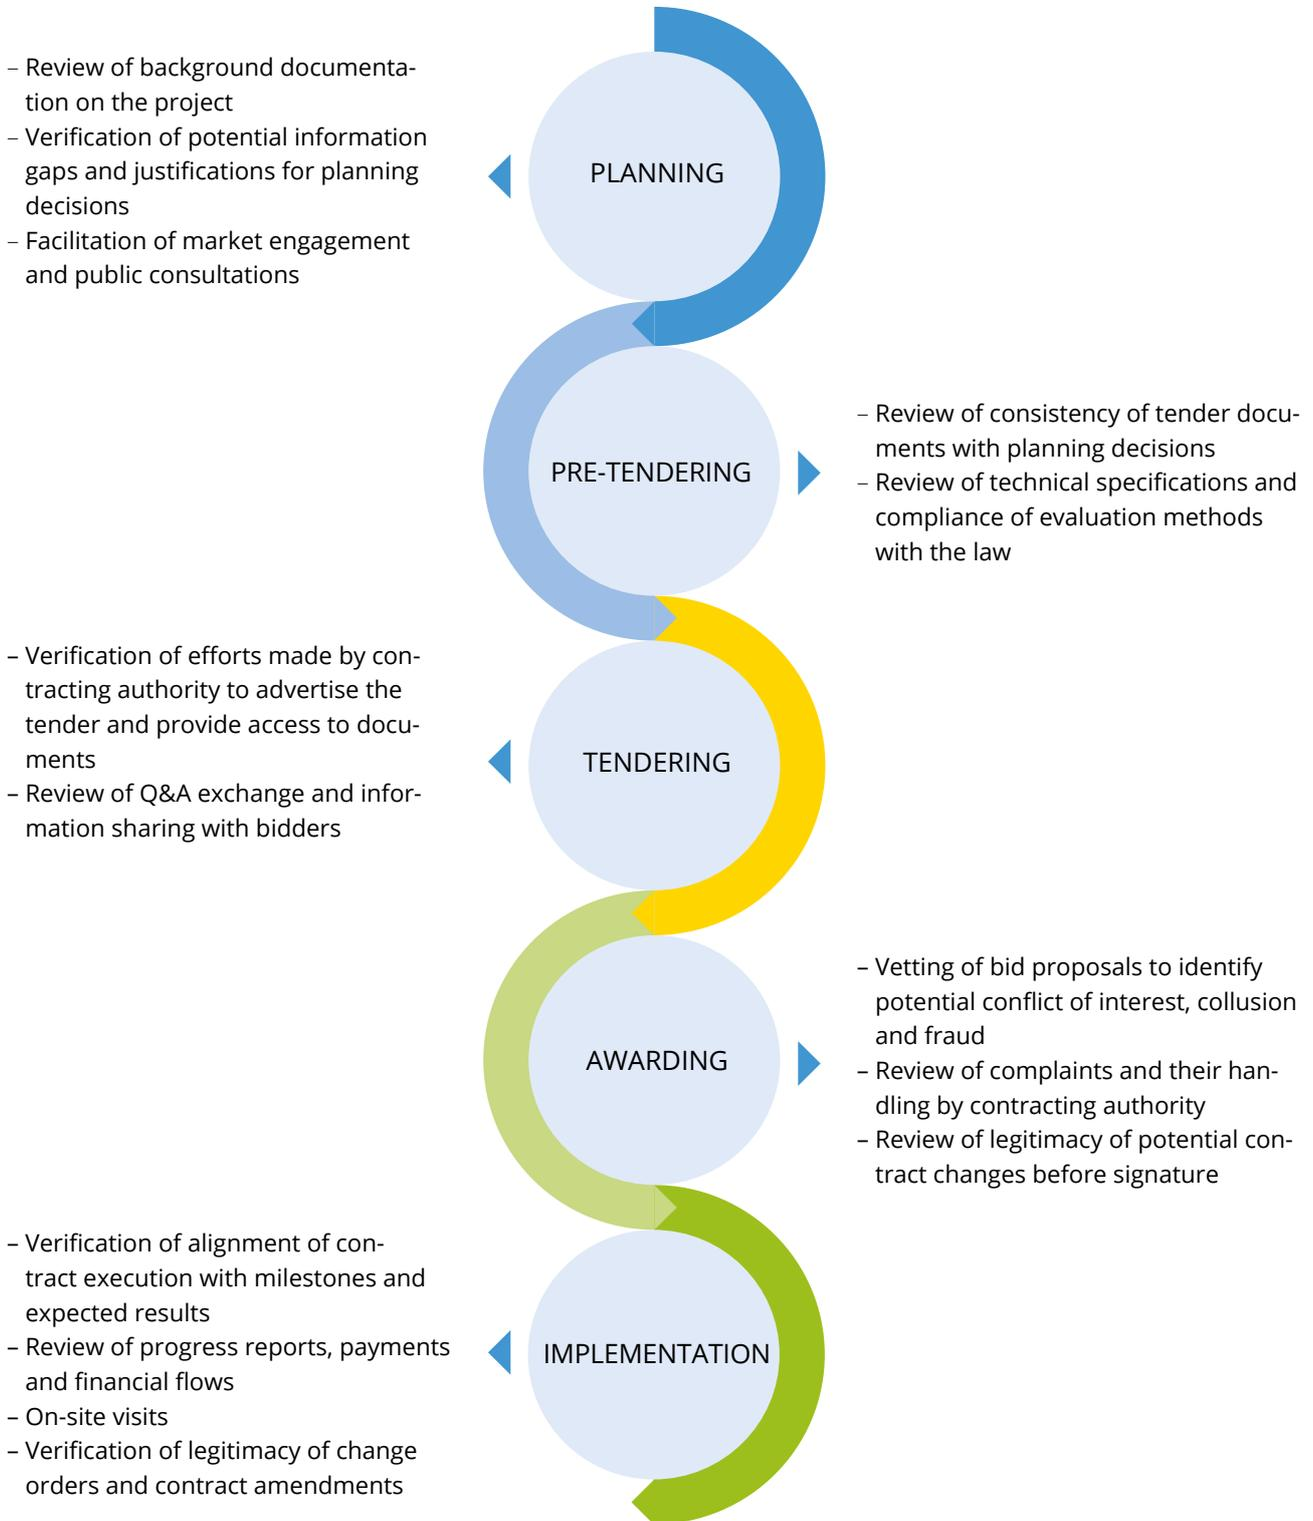 – Review of background documenta-
tion on the project
– Verification of potential information
gaps and justifications for planning
decisions
– Facilitation of market engagement
and public consultations
PLANNING
PRE-TENDERING
– Review of consistency of tender docu-
ments with planning decisions
– Review of technical specifications and
compliance of evaluation methods
with the law
– Verification of efforts made by con-
tracting authority to advertise the
tender and provide access to docu-
ments
– Review of Q&A exchange and infor-
mation sharing with bidders
TENDERING
AWARDING
– Vetting of bid proposals to identify
potential conflict of interest, collusion
and fraud
– Review of complaints and their han-
dling by contracting authority
– Review of legitimacy of potential con-
tract changes before signature
– Verification of alignment of con-
tract execution with milestones and
expected results
– Review of progress reports, payments
and financial flows
– On-site visits
– Verification of legitimacy of change
orders and contract amendments
IMPLEMENTATION